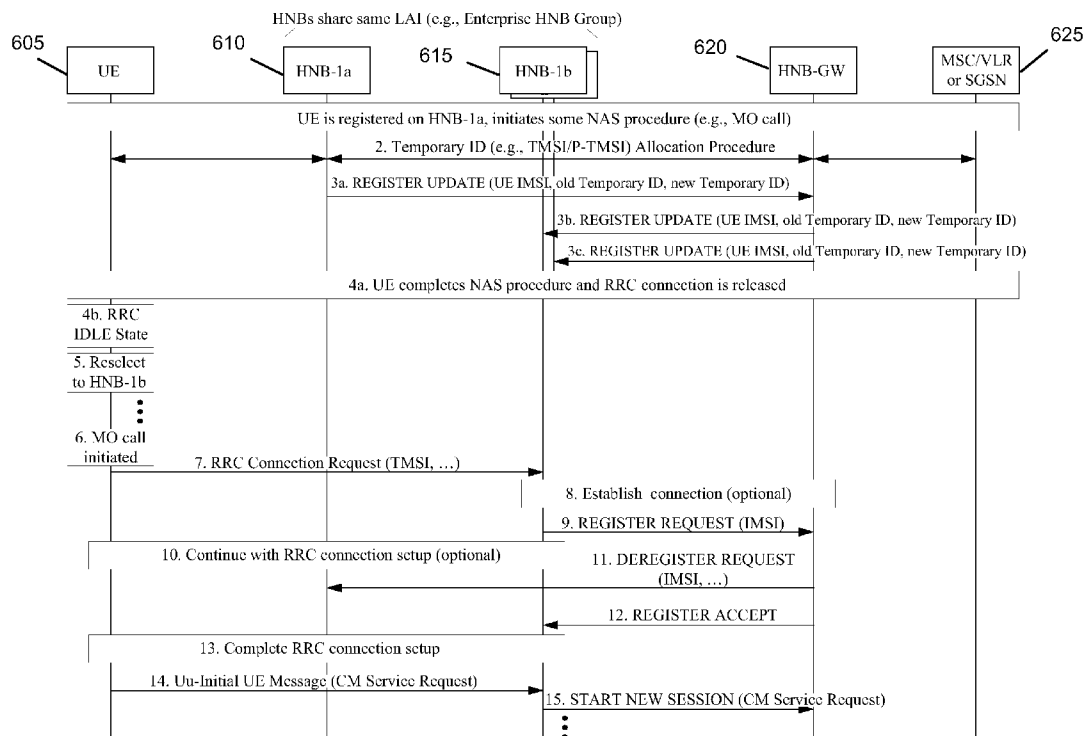 HNBs share same LAI (e.g., Enterprise HNB Group)
605
610
615
620
625
UE
HNB-1a
HNB-1b
HNB-GW
MSC/VLR
or SGSN
UE is registered on HNB-1a, initiates some NAS procedure (e.g., MO call)
2. Temporary ID (e.g., TMSI/P-TMSI) Allocation Procedure
3a. REGISTER UPDATE (UE IMSI, old Temporary ID, new Temporary ID)
3b. REGISTER UPDATE (UE IMSI, old Temporary ID, new Temporary ID)
3c. REGISTER UPDATE (UE IMSI, old Temporary ID, new Temporary ID)
4a. UE completes NAS procedure and RRC connection is released
4b. RRC
IDLE State
5. Reselect
to HNB-1b
6. MO call
initiated
7. RRC Connection Request (TMSI, …)
8. Establish connection (optional)
9. REGISTER REQUEST (IMSI)
10. Continue with RRC connection setup (optional)
11. DEREGISTER REQUEST
(IMSI, …)
12. REGISTER ACCEPT
13. Complete RRC connection setup
14. Uu-Initial UE Message (CM Service Request)
15. START NEW SESSION (CM Service Request)